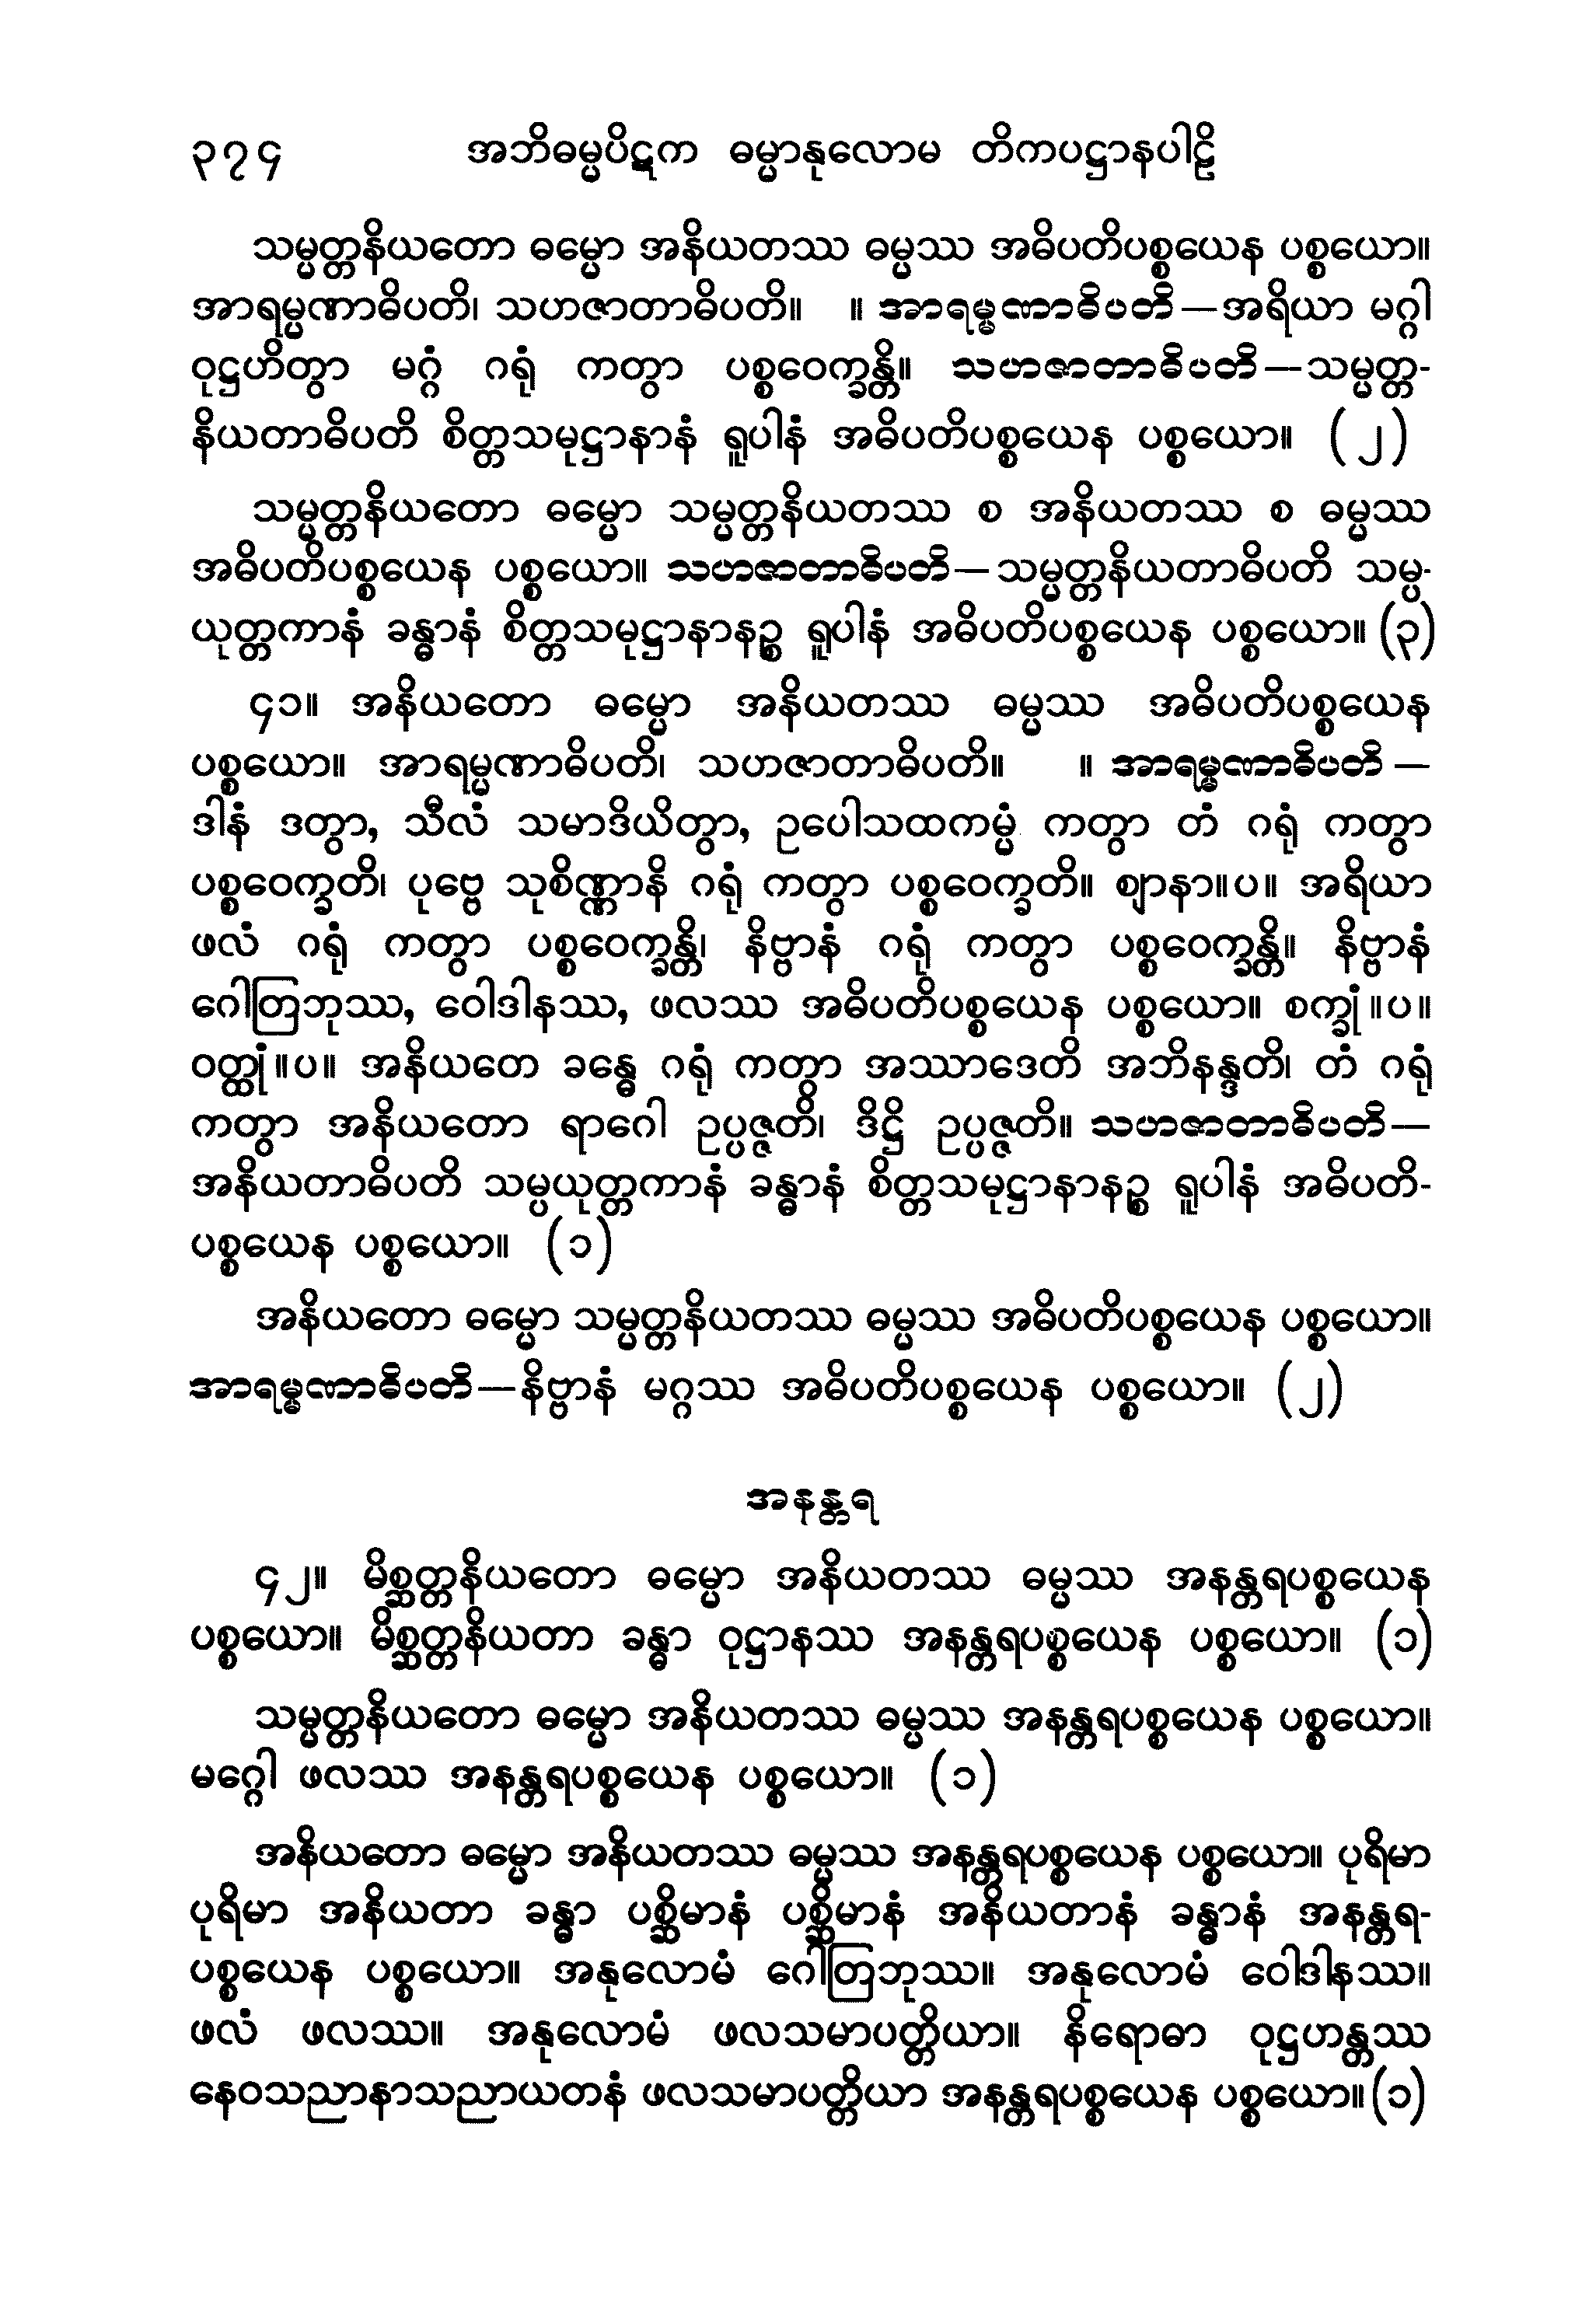 ၃၇၄ အဘိဓမ္မပိဋက ဓမ္မာနုလောမ တိကပဋ္ဌာနပါဠိ
သမ္မတ္တနိယတော ဓမ္မော အနိယတဿ ဓမ္မဿ အဓိပတိပစ္စယေန ပစ္စယော။
အာရမ္မဏာဓိပတိ၊ သဟဇာတာဓိပတိ။ ။ အာရမ္မဏာဓိပတိ—အရိယာ မဂ္ဂါ
ဝုဋ္ဌဟိတွာ မဂ္ဂံ ဂရုံ ကတွာ ပစ္စဝေက္ခန္တိ။ သဟဇာတာဓိပတိ—သမ္မတ္တ-
နိယတာဓိပတိ စိတ္တသမုဋ္ဌာနာနံ ရူပါနံ အဓိပတိပစ္စယေန ပစ္စယော။ (၂)
သမ္မတ္တနိယတော ဓမ္မော သမ္မတ္တနိယတဿ စ အနိယတဿ စ ဓမ္မဿ
အဓိပတိပစ္စယေန ပစ္စယော။ သဟဇာတာဓိပတိ—သမ္မတ္တနိယတာဓိပတိ သမ္ပ-
ယုတ္တကာနံ ခန္ဓာနံ စိတ္တသမုဋ္ဌာနာနဉ္စ ရူပါနံ အဓိပတိပစ္စယေန ပစ္စယော။ (၃)
၄၁။ အနိယတော ဓမ္မော အနိယတဿ ဓမ္မဿ အဓိပတိပစ္စယေန
ပစ္စယော။ အာရမ္မဏာဓိပတိ၊ သဟဇာတာဓိပတိ။ ။ အာရမ္မဏာဓိပတိ —
ဒါနံ ဒတွာ, သီလံ သမာဒိယိတွာ, ဥပေါသထကမ္မံ ကတွာ တံ ဂရုံ ကတွာ
ပစ္စဝေက္ခတိ၊ ပုဗ္ဗေ သုစိဏ္ဏာနိ ဂရုံ ကတွာ ပစ္စဝေက္ခတိ။ ဈာနာ။ပ။ အရိယာ
ဖလံ ဂရုံ ကတွာ ပစ္စဝေက္ခန္တိ၊ နိဗ္ဗာနံ ဂရုံ ကတွာ ပစ္စဝေက္ခန္တိ။ နိဗ္ဗာနံ
ဂေါတြဘုဿ, ဝေါဒါနဿ, ဖလဿ အဓိပတိပစ္စယေန ပစ္စယော။ စက္ခုံ။ပ။
ဝတ္ထုံ။ပ။ အနိယတေ ခန္ဓေ ဂရုံ ကတွာ အဿာဒေတိ အဘိနန္ဒတိ၊ တံ ဂရုံ
ကတွာ အနိယတော ရာဂေါ ဥပ္ပဇ္ဇတိ၊ ဒိဋ္ဌိ ဥပ္ပဇ္ဇတိ။ သဟဇာတာဓိပတိ—
အနိယတာဓိပတိ သမ္ပယုတ္တကာနံ ခန္ဓာနံ စိတ္တသမုဋ္ဌာနာနဉ္စ ရူပါနံ အဓိပတိ-
ပစ္စယေန ပစ္စယော။ (၁)
အနိယတော ဓမ္မော သမ္မတ္တနိယတဿ ဓမ္မဿ အဓိပတိပစ္စယေန ပစ္စယော။
အာရမ္မဏာဓိပတိ—နိဗ္ဗာနံ မဂ္ဂဿ အဓိပတိပစ္စယေန ပစ္စယော။ (၂)
အနန္တရ
၄၂။ မိစ္ဆတ္တနိယတော ဓမ္မော အနိယတဿ ဓမ္မဿ အနန္တရပစ္စယေန
ပစ္စယော။ မိစ္ဆတ္တနိယတာ ခန္ဓာ ဝုဋ္ဌာနဿ အနန္တရပစ္စယေန ပစ္စယော။ (၁)
သမ္မတ္တနိယတော ဓမ္မော အနိယတဿ ဓမ္မဿ အနန္တရပစ္စယေန ပစ္စယော။
မဂ္ဂေါ ဖလဿ အနန္တရပစ္စယေန ပစ္စယော။ (၁)
အနိယတော ဓမ္မော အနိယတဿ ဓမ္မဿ အနန္တရပစ္စယေန ပစ္စယော။ ပုရိမာ
ပုရိမာ အနိယတာ ခန္ဓာ ပစ္ဆိမာနံ ပစ္ဆိမာနံ အနိယတာနံ ခန္ဓာနံ အနန္တရ-
ပစ္စယေန ပစ္စယော။ အနုလောမံ ဂေါတြဘုဿ။ အနုလောမံ ဝေါဒါနဿ။
ဖလံ ဖလဿ။ အနုလောမံ ဖလသမာပတ္တိယာ။ နိရောဓာ ဝုဋ္ဌဟန္တဿ
နေဝသညာနာသညာယတနံ ဖလသမာပတ္တိယာ အနန္တရပစ္စယေန ပစ္စယော။ (၁)